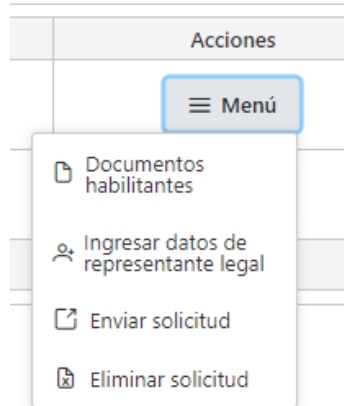 Acciones
Menú
Documentos
habilitantes
Ingresar datos de
representante legal
Enviar solicitud
Eliminar solicitud